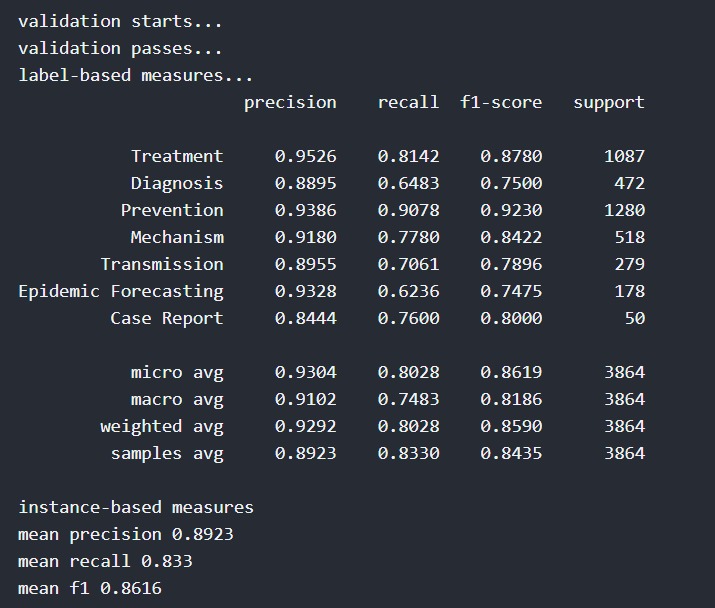 validation starts...
validation passes...
label-based measures...
precision recall f1-score support
Treatment 0.9526 0.8142 0.8780 1087
Diagnosis 0.8895 0.6483 0.7500 472
Prevention 0.9386 0.9078 0.9230 1280
Mechanism 0.9180 0.7780 0.8422 518
Transmission 0.8955 0.7061 0.7896 279
Epidemic Forecasting 0.9328 0.6236 0.7475 178
Case Report 0.8444 0.7600 0.8000 50
micro avg 0.9304 0.8028 0.8619 3864
macro avg 0.9102 0.7483 0.8186 3864
weighted avg 0.9292 0.8028 0.8590 3864
samples avg 0.8923 0.8330 0.8435 3864
instance-based measures
mean precision 0.8923
mean recall 0.833
mean f1 0.8616